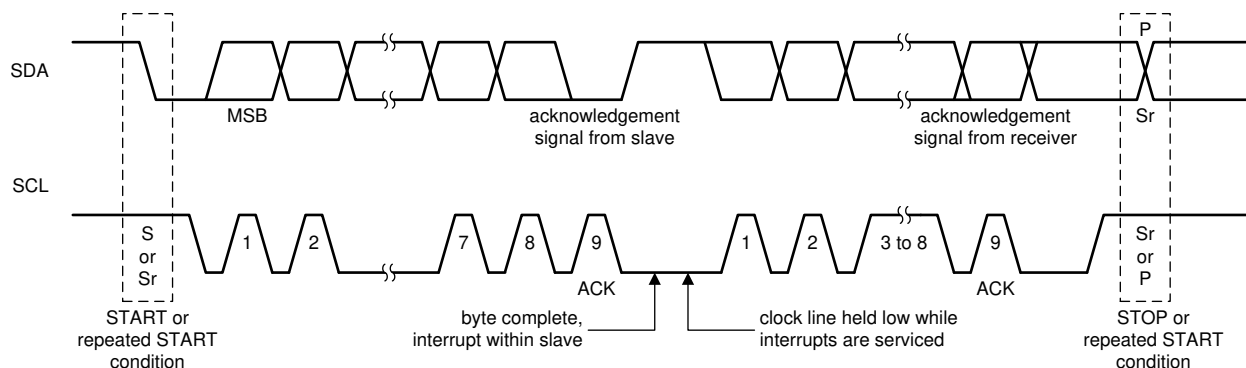 P
SDA
MSB
acknowledgement
signal from slave
acknowledgement
signal from receiver
Sr
SCL
S
or
Sr
1
2
7
8
9
1
2
3 to 8
9
Sr
or
P
ACK
ACK
START or
repeated START
condition
byte complete,
interrupt within slave
clock line held low while
interrupts are serviced
STOP or
repeated START
condition